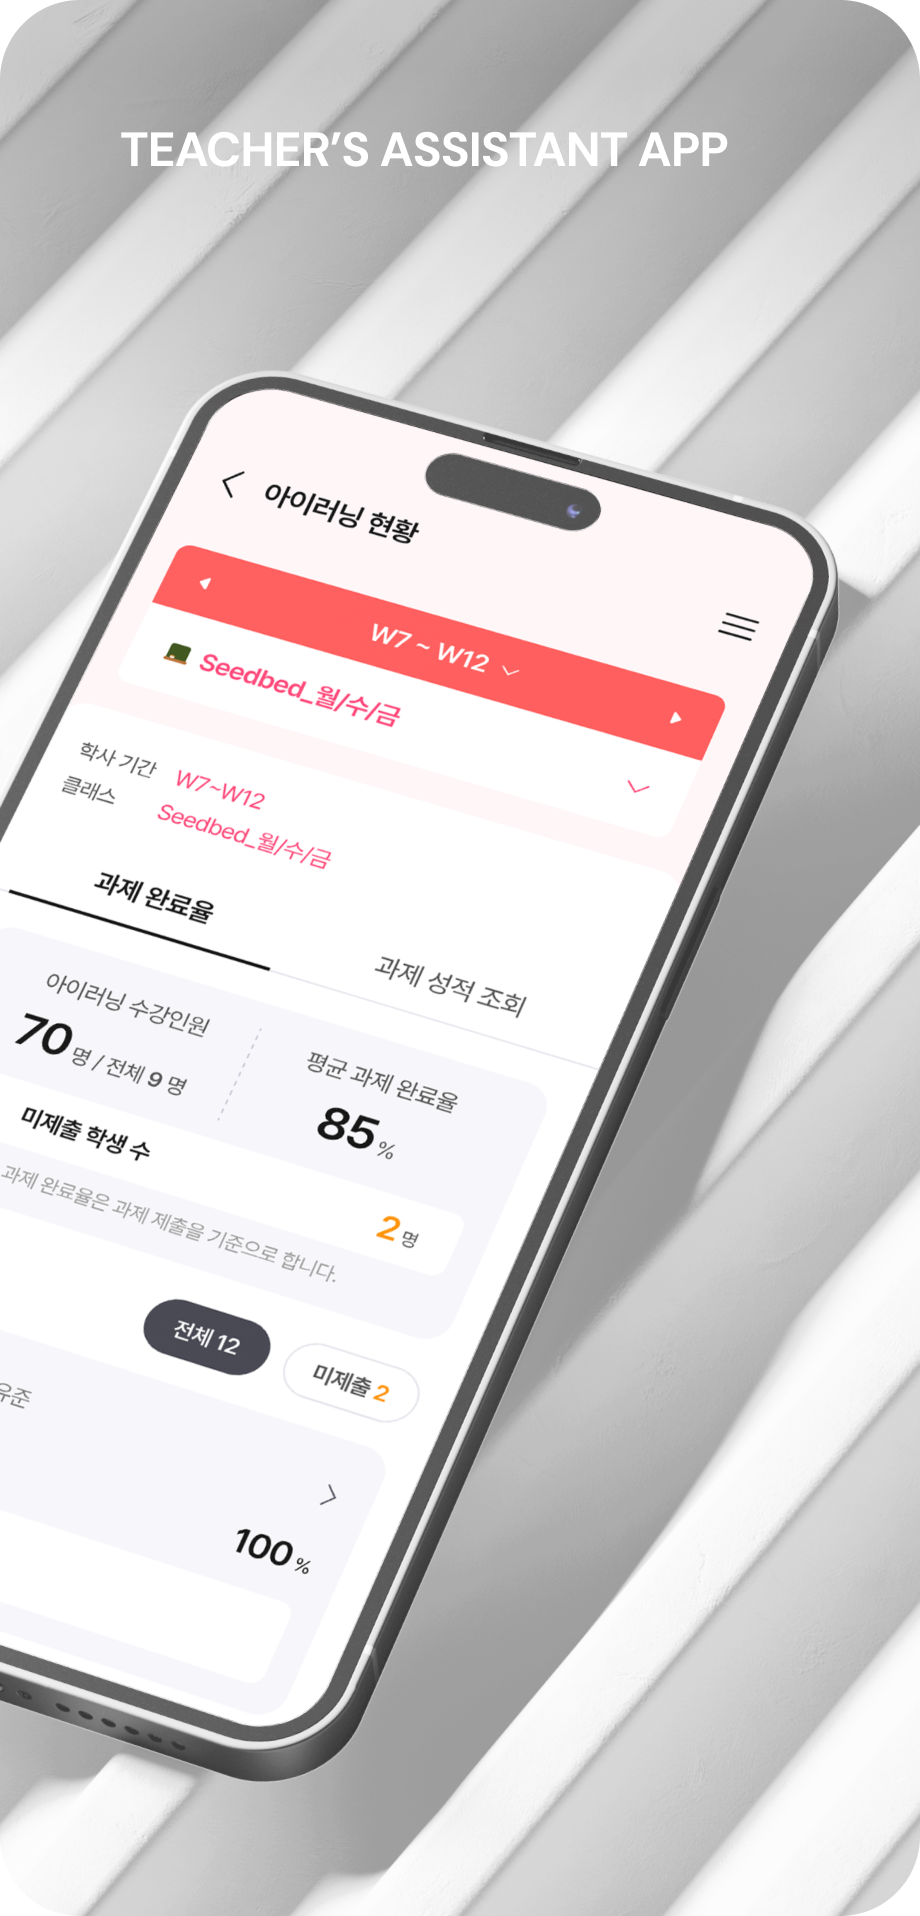 TEACHER’S ASSISTANT APP
아이러닝 현황
W7 ~ W12
Seedbed_월/수/금
학사 기간 W7~W12
클래스 Seedbed_월/수/금
과제 완료율
과제 성적 조회
아이러닝 수강인원
70 명 / 전체 9 명
평균 과제 완료율
85 %
미제출 학생 수
2 명
과제 완료율은 과제 제출을 기준으로 합니다.
전체 12
미제출 2
유준
100 %